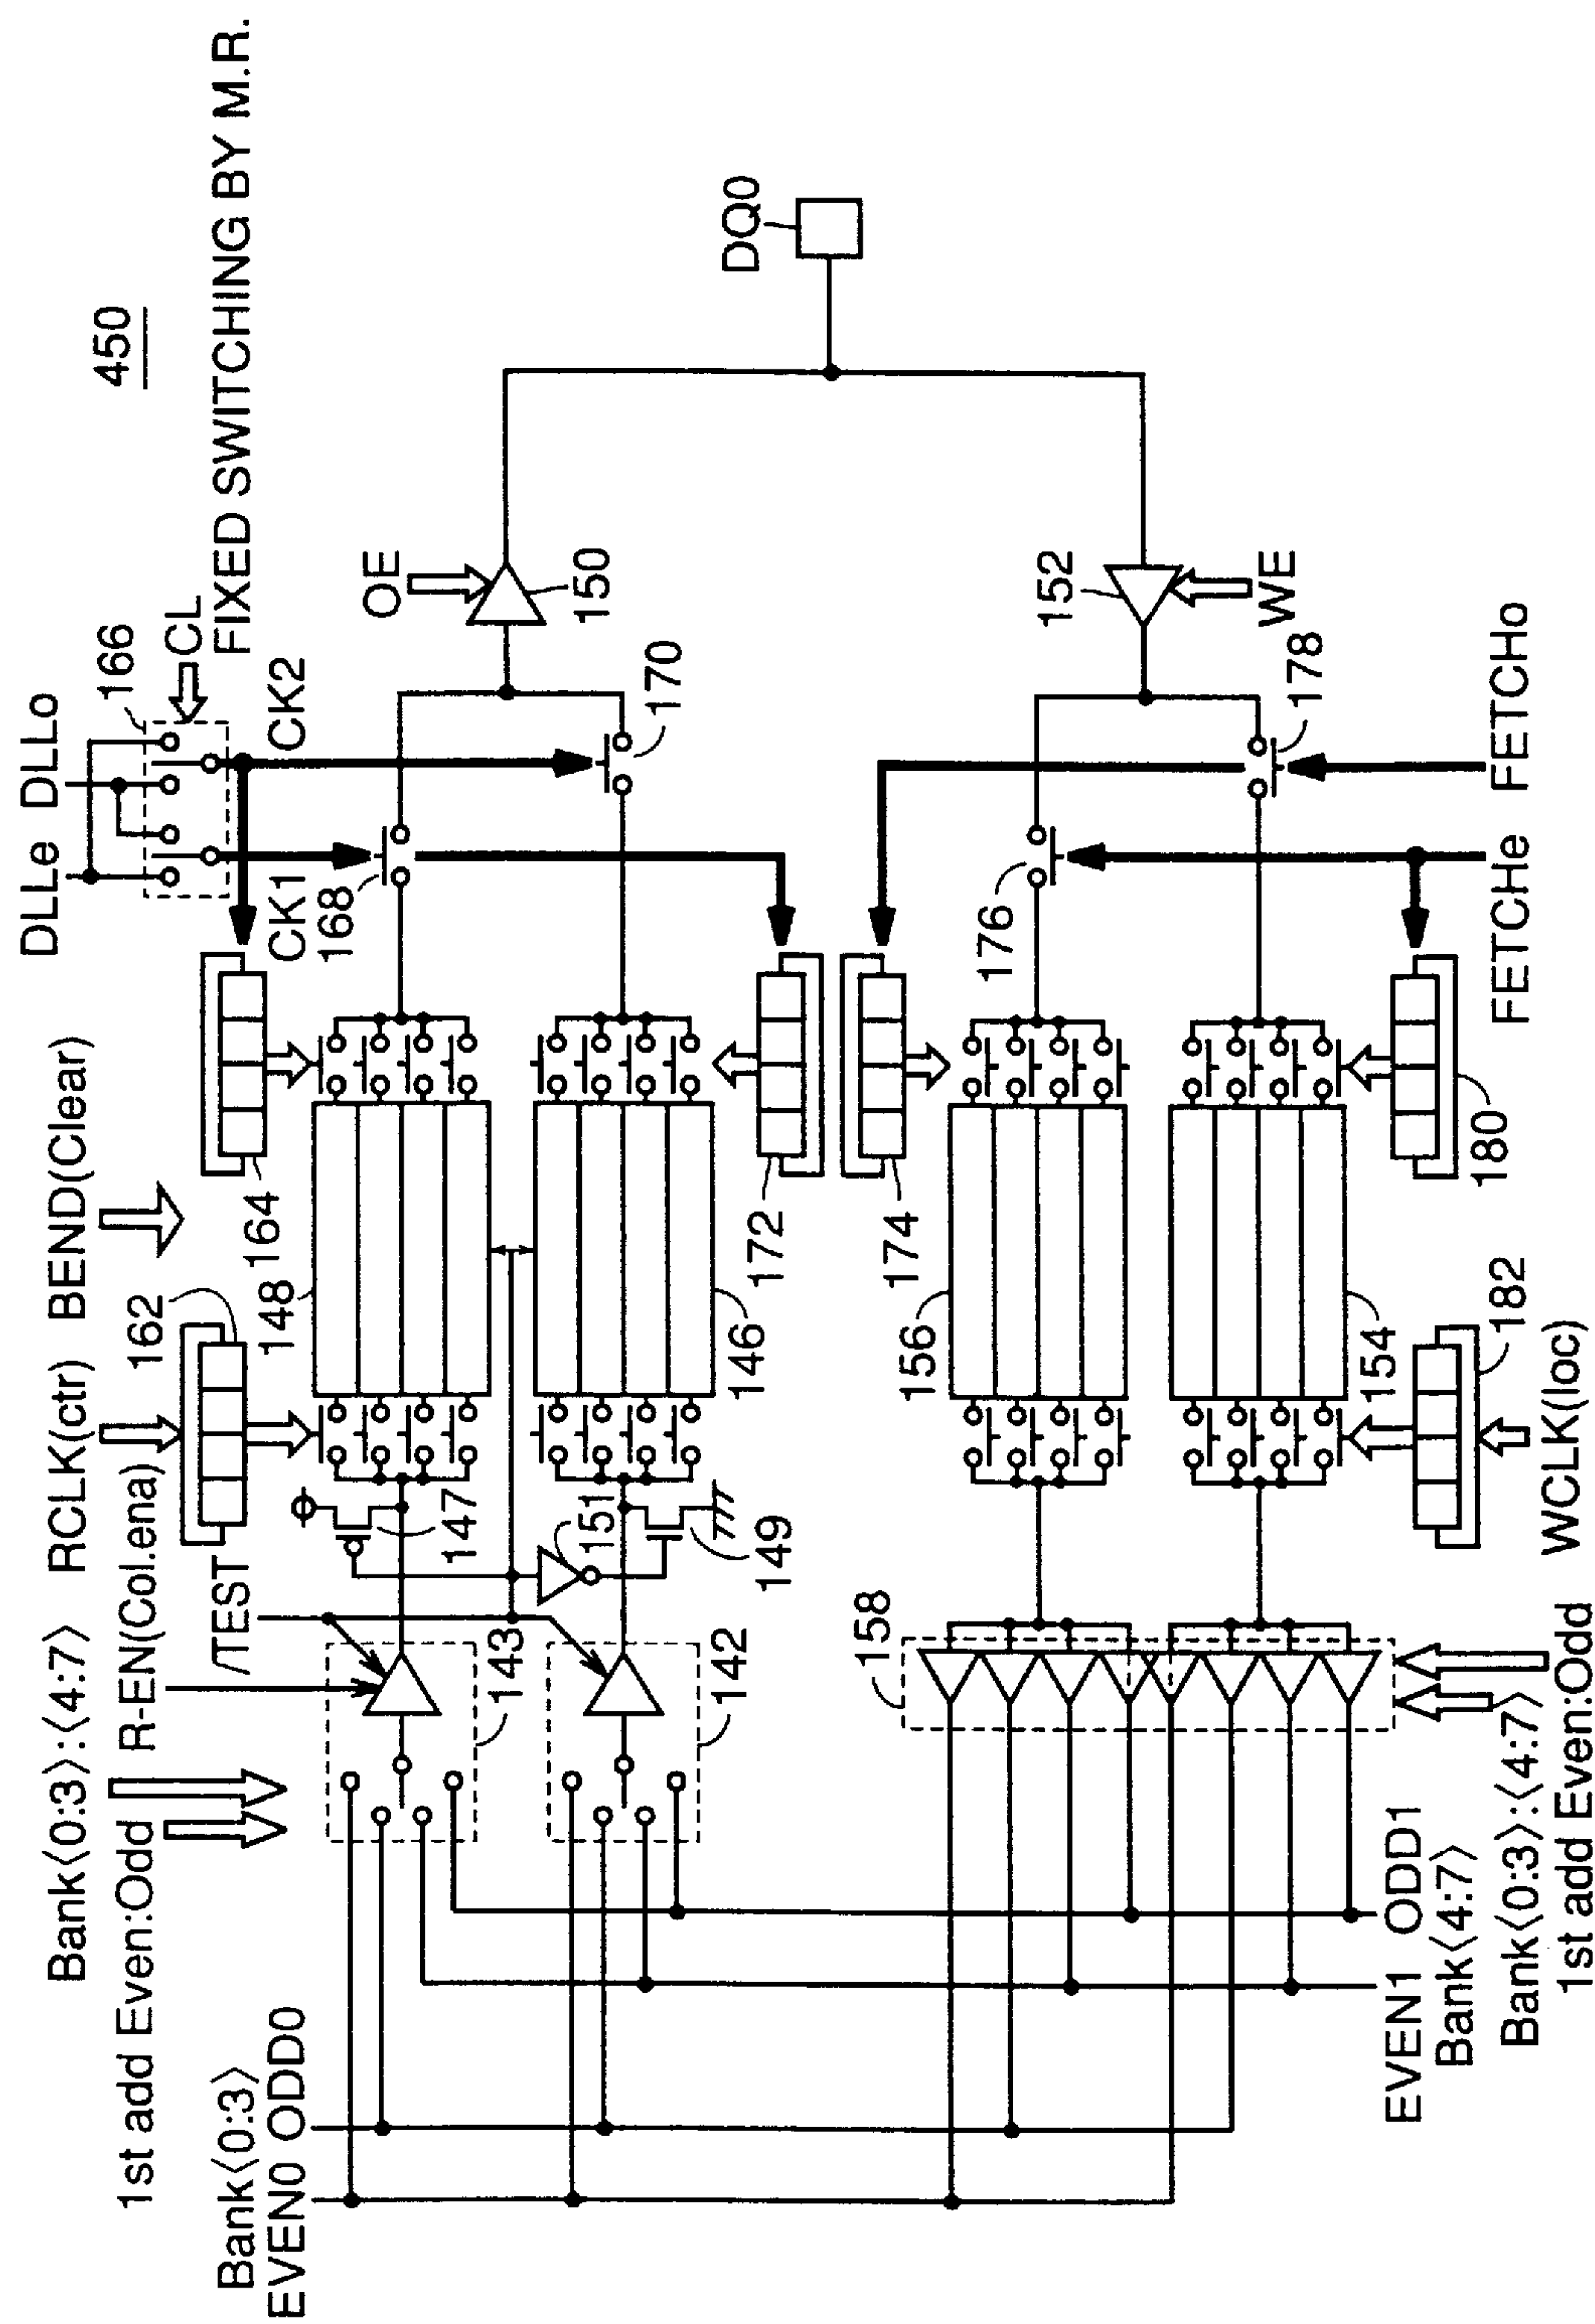 450
FIXED SWITCHING BY M.R.
DLLe DLLo
166
CL
CK2
CK1
OE
150
168
170
DQ0
BEND(Clear)
164
RCLK(ctr)
162
148
172
146
Bank⟨0:3⟩:⟨4:7⟩
R-EN(Col.ena)
/TEST
147
151
149
1st add Even:Odd
143
142
Bank⟨0:3⟩
EVEN0 ODD0
152
WE
178
176
174
156
180
154
182
158
FETCHe FETCHo
WCLK(loc)
EVEN1 ODD1
Bank⟨4:7⟩
Bank⟨0:3⟩:⟨4:7⟩
1st add Even:Odd